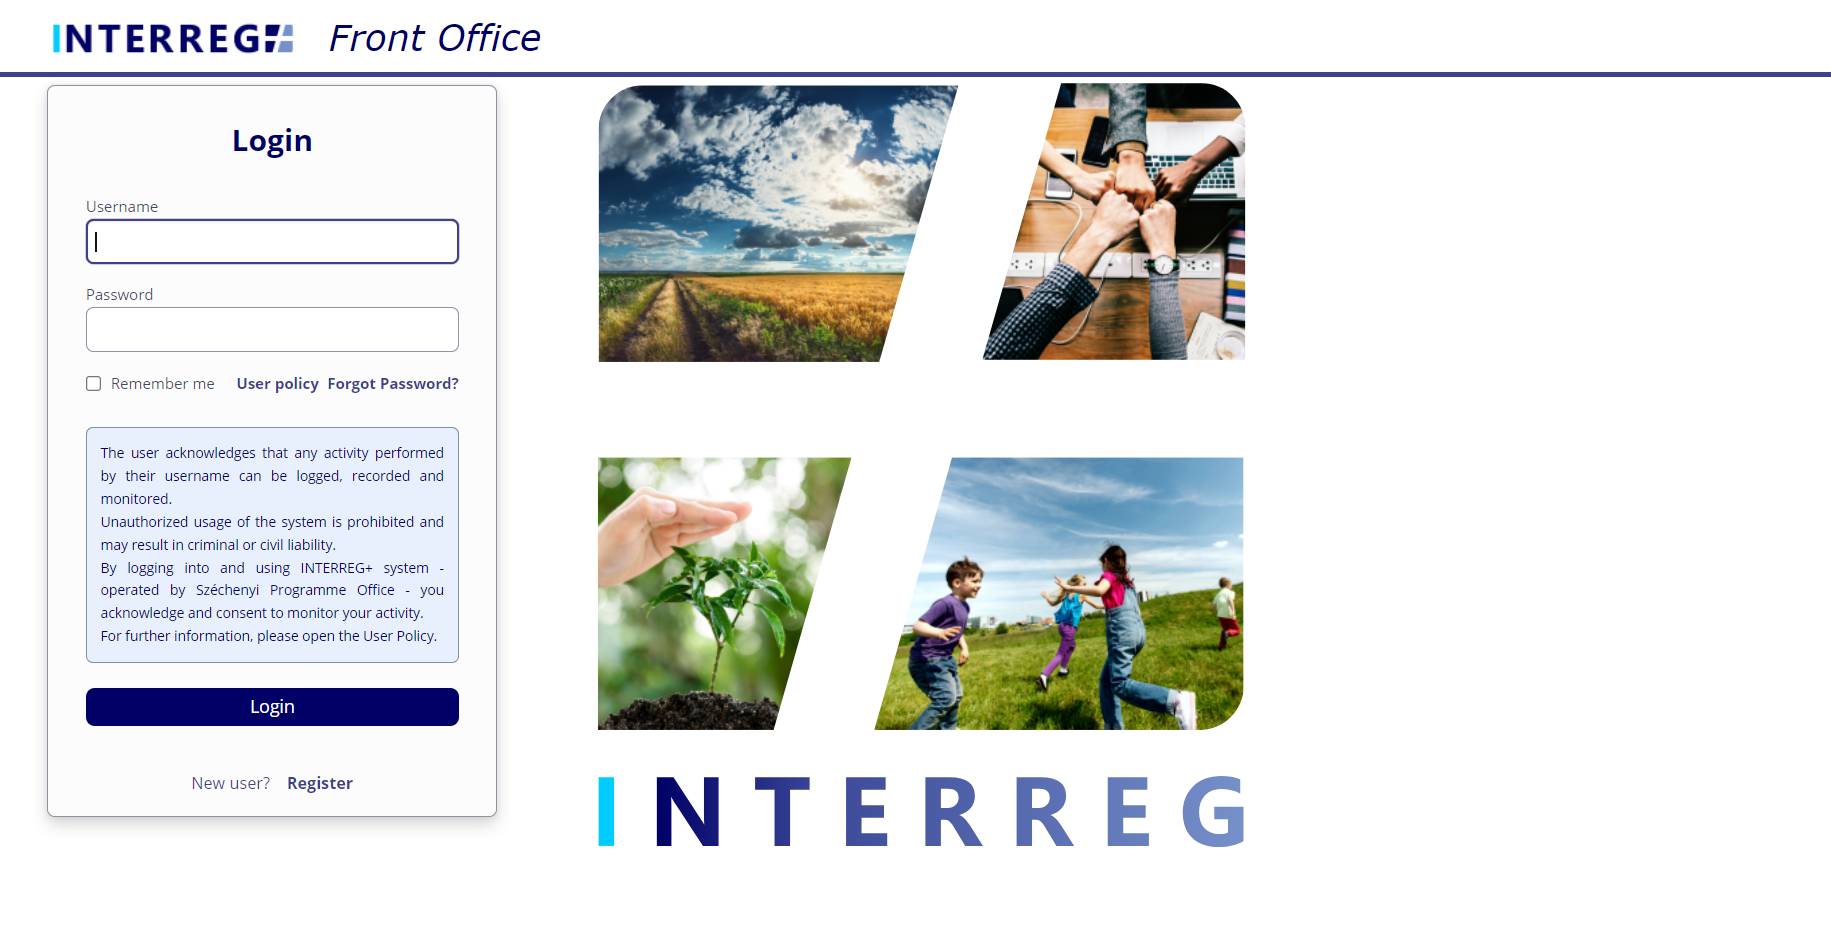 INTERREG Front Office
Login
Username
Password
Remember me User policy Forgot Password?
The user acknowledges that any activity performed
by their username can be logged, recorded and
monitored.
Unauthorized usage of the system is prohibited and
may result in criminal or civil liability.
By logging into and using INTERREG+ system -
operated by Széchenyi Programme Office - you
acknowledge and consent to monitor your activity.
For further information, please open the User Policy.
Login
New user? Register
INTERREG